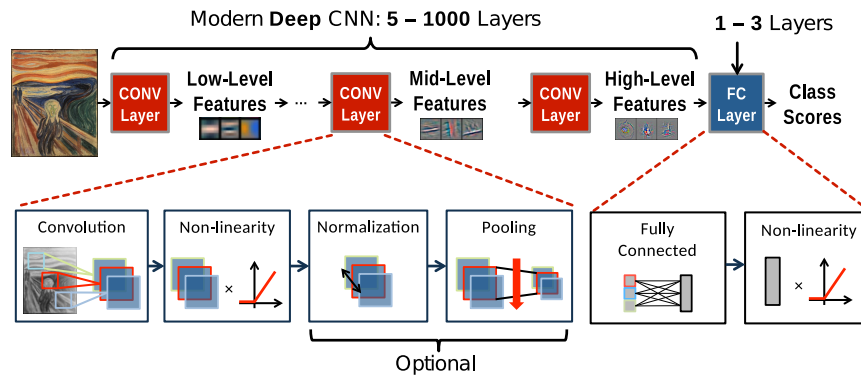 Modern Deep CNN: 5 – 1000 Layers
1 – 3 Layers
CONV
Layer
Low-Level
Features
...
CONV
Layer
Mid-Level
Features
CONV
Layer
High-Level
Features
FC
Layer
Class
Scores
Convolution
Non-linearity
×
Normalization
Pooling
Optional
Fully
Connected
Non-linearity
×